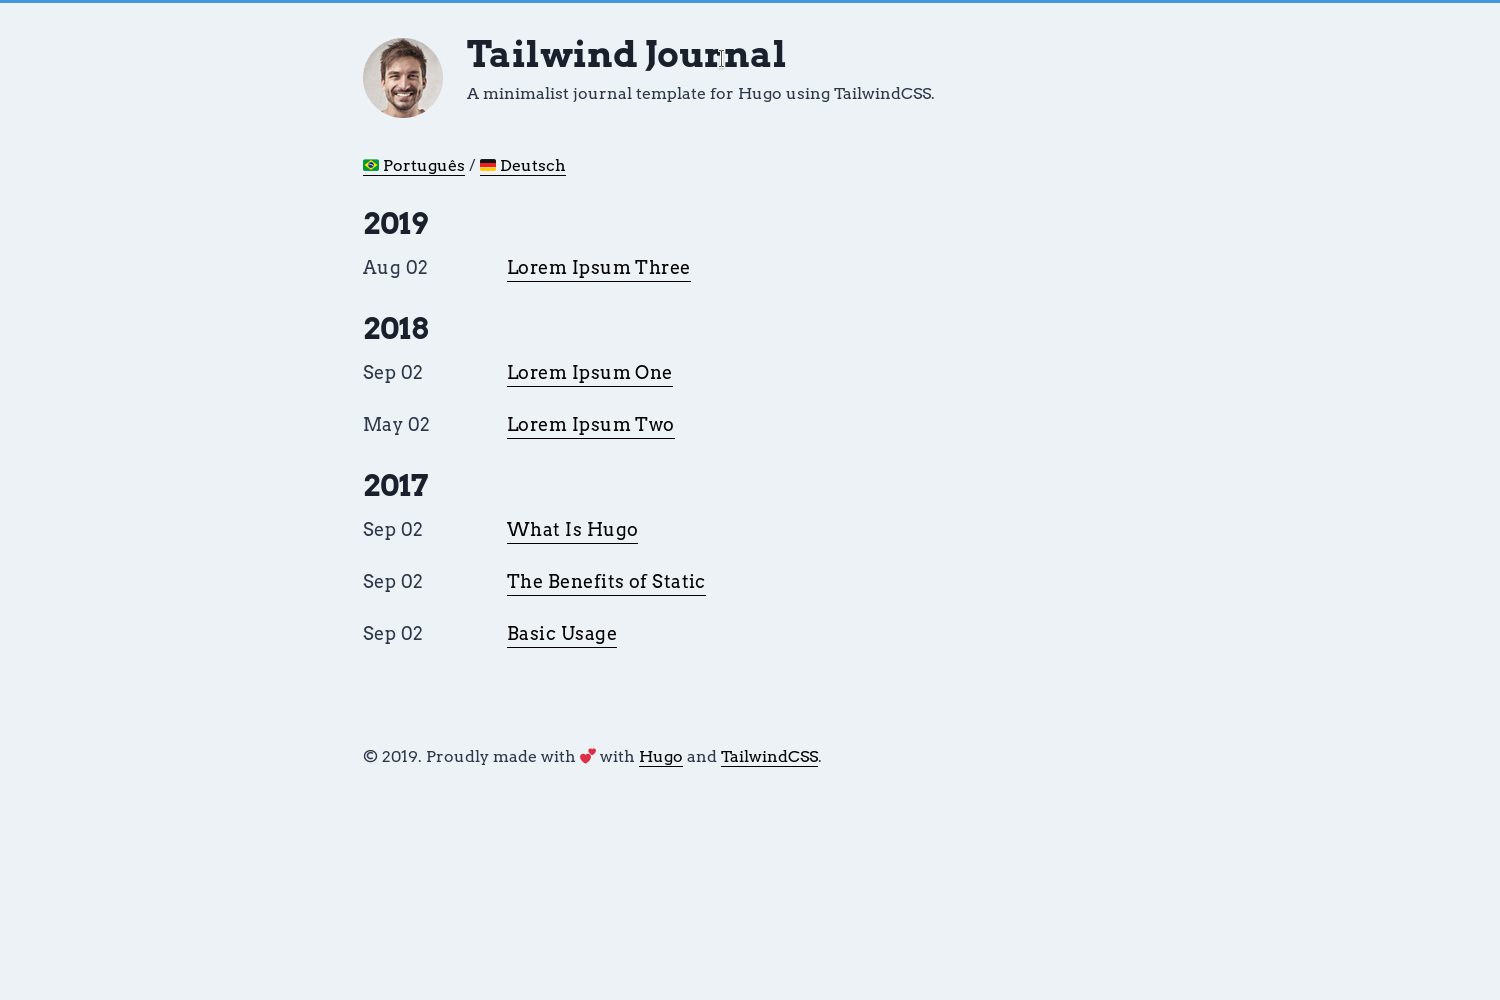 Tailwind Journal
A minimalist journal template for Hugo using TailwindCSS.
Português / Deutsch
2019
Aug 02 Lorem Ipsum Three
2018
Sep 02 Lorem Ipsum One
May 02 Lorem Ipsum Two
2017
Sep 02 What Is Hugo
Sep 02 The Benefits of Static
Sep 02 Basic Usage
© 2019. Proudly made with 💕 with Hugo and TailwindCSS.